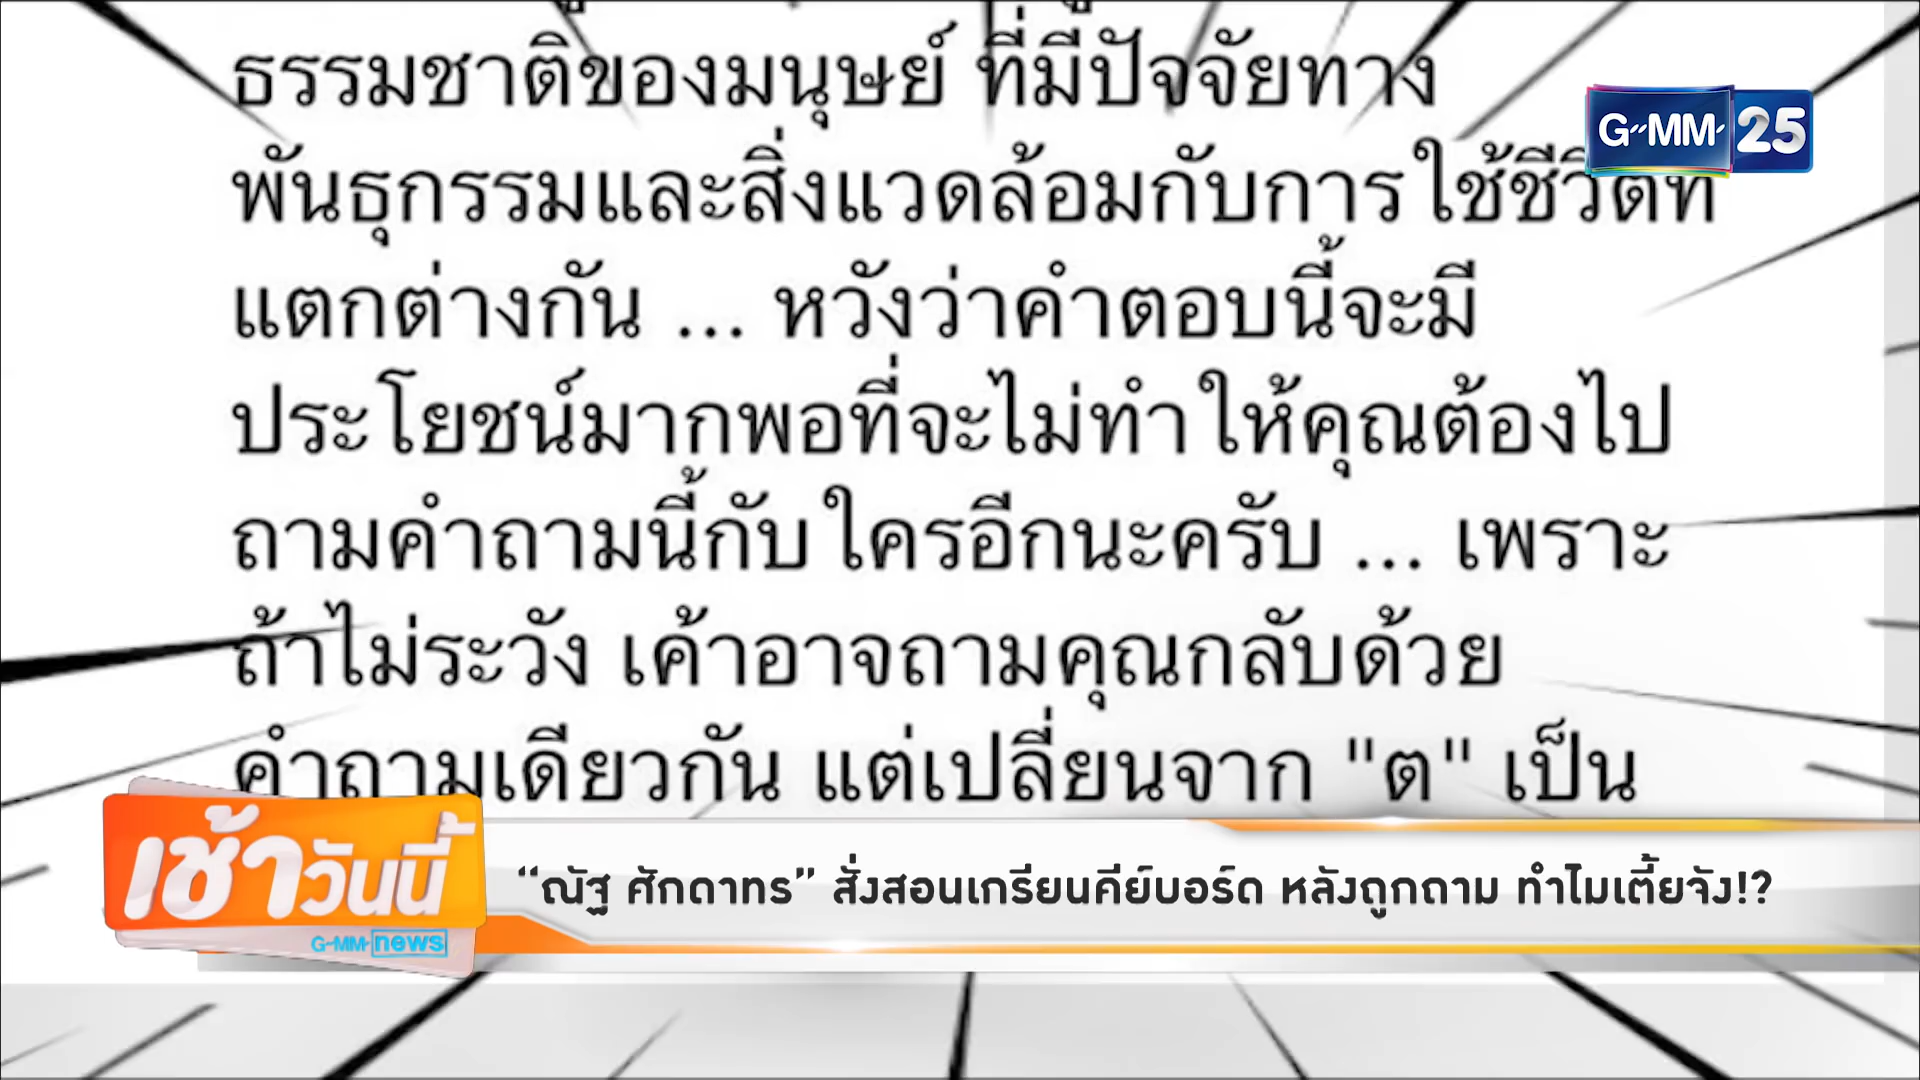 ธรรมชาติของมนุษย์ ที่มีปัจจัยทาง
G-MM 25
พันธุกรรมและสิ่งแวดล้อมกับการใช้ชีวิตที่
แตกต่างกัน ... หวังว่าคำตอบนี้จะมี
ประโยชน์มากพอที่จะไม่ทำให้คุณต้องไป
ถามคำถามนี้กับใครอีกนะครับ ... เพราะ
ถ้าไม่ระวัง เค้าอาจถามคุณกลับด้วย
คำถามเดียวกัน แต่เปลี่ยนจาก "ต" เป็น
เช้าวันนี้
G-MM news
“ณัฐ ศักดาทร” สั่งสอนเกรียนคีย์บอร์ด หลังถูกถาม ทำไมเตี้ยจัง!?